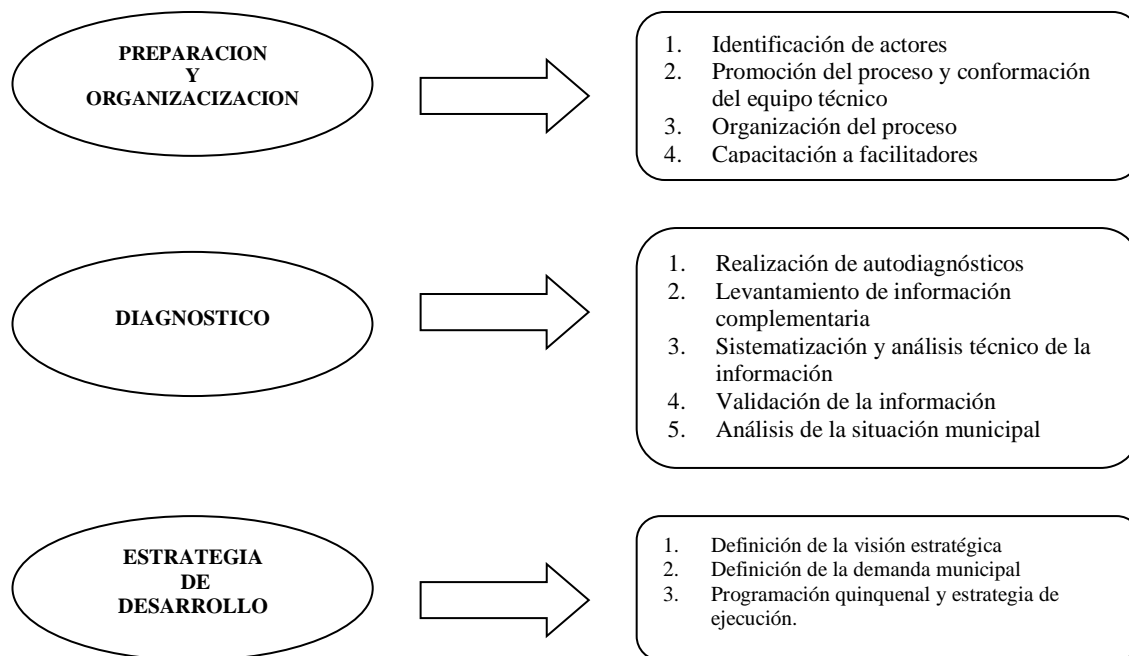 PREPARACION
Y
ORGANIZACIZACION
1. Identificación de actores
2. Promoción del proceso y conformación
del equipo técnico
3. Organización del proceso
4. Capacitación a facilitadores
DIAGNOSTICO
1. Realización de autodiagnósticos
2. Levantamiento de información
complementaria
3. Sistematización y análisis técnico de la
información
4. Validación de la información
5. Análisis de la situación municipal
ESTRATEGIA
DE
DESARROLLO
1. Definición de la visión estratégica
2. Definición de la demanda municipal
3. Programación quinquenal y estrategia de
ejecución.